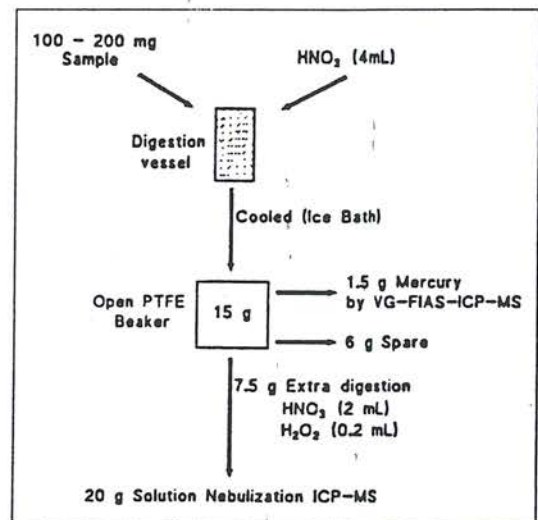 100 – 200 mg
Sample
HNO₃ (4mL)
Digestion
vessel
Cooled (Ice Bath)
Open PTFE
Beaker
15 g
1.5 g Mercury
by VG-FIAS-ICP-MS
6 g Spare
7.5 g Extra digestion
HNO₃ (2 mL)
H₂O₂ (0.2 mL)
20 g Solution Nebulization ICP-MS